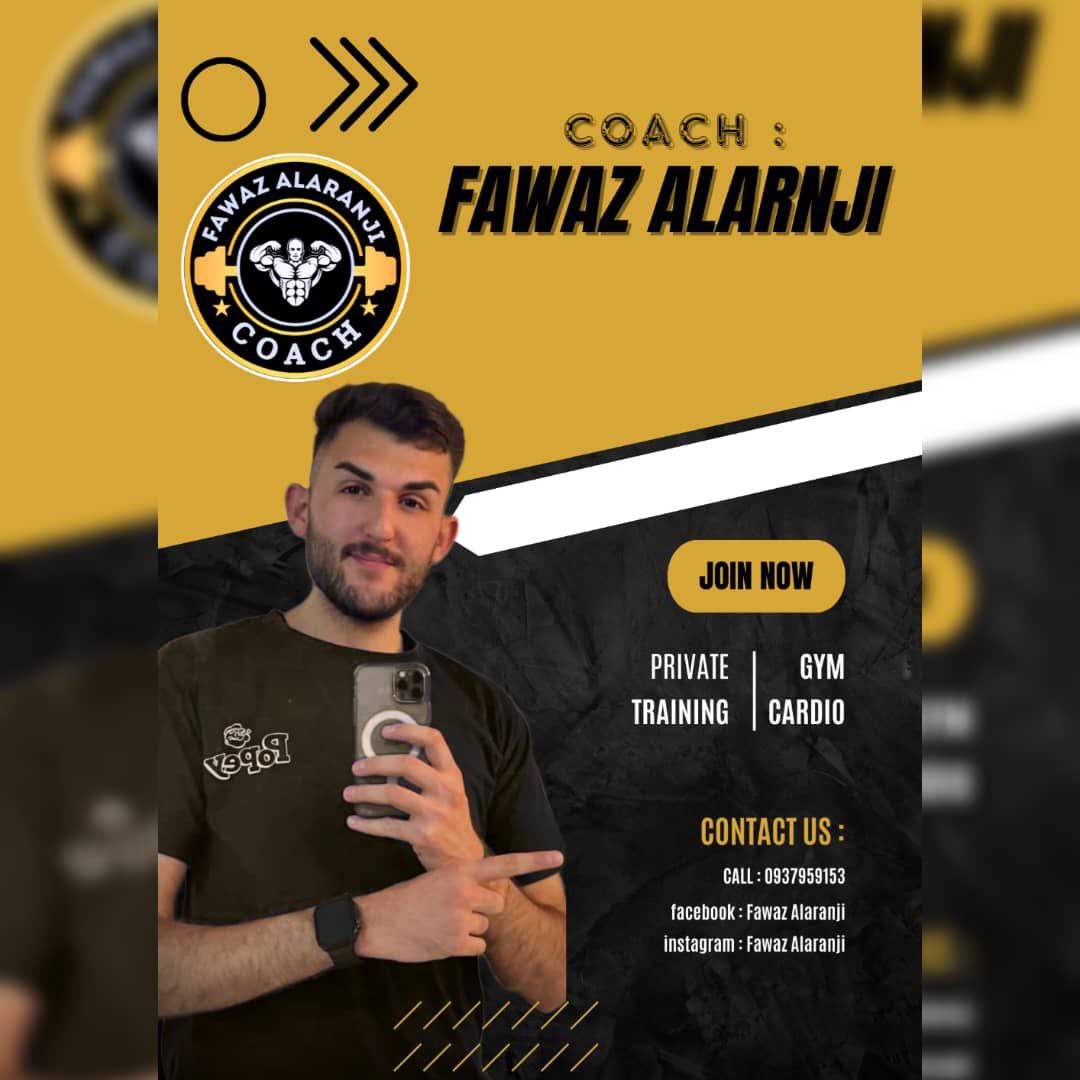 COACH :
FAWAZ ALARNJI
FAWAZ ALARANJI
COACH
JOIN NOW
PRIVATE
TRAINING
GYM
CARDIO
Popey
CONTACT US :
CALL : 0937959153
facebook : Fawaz Alaranji
instagram : Fawaz Alaranji